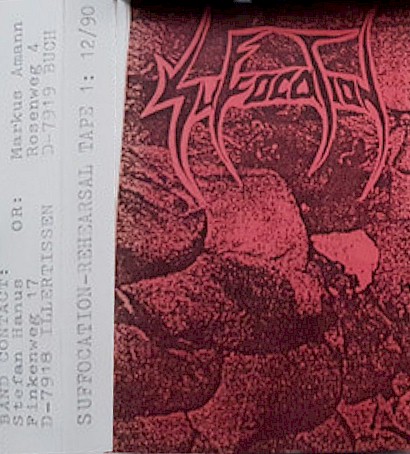 SUFFOCATION
SUFFOCATION-REHEARSAL TAPE 1: 12/90
BAND CONTACT:
Stefan Hanus OR: Markus Amann
Finkenweg 17 Rosenweg 4
D-7918 ILLERTISSEN D-7919 BUCH